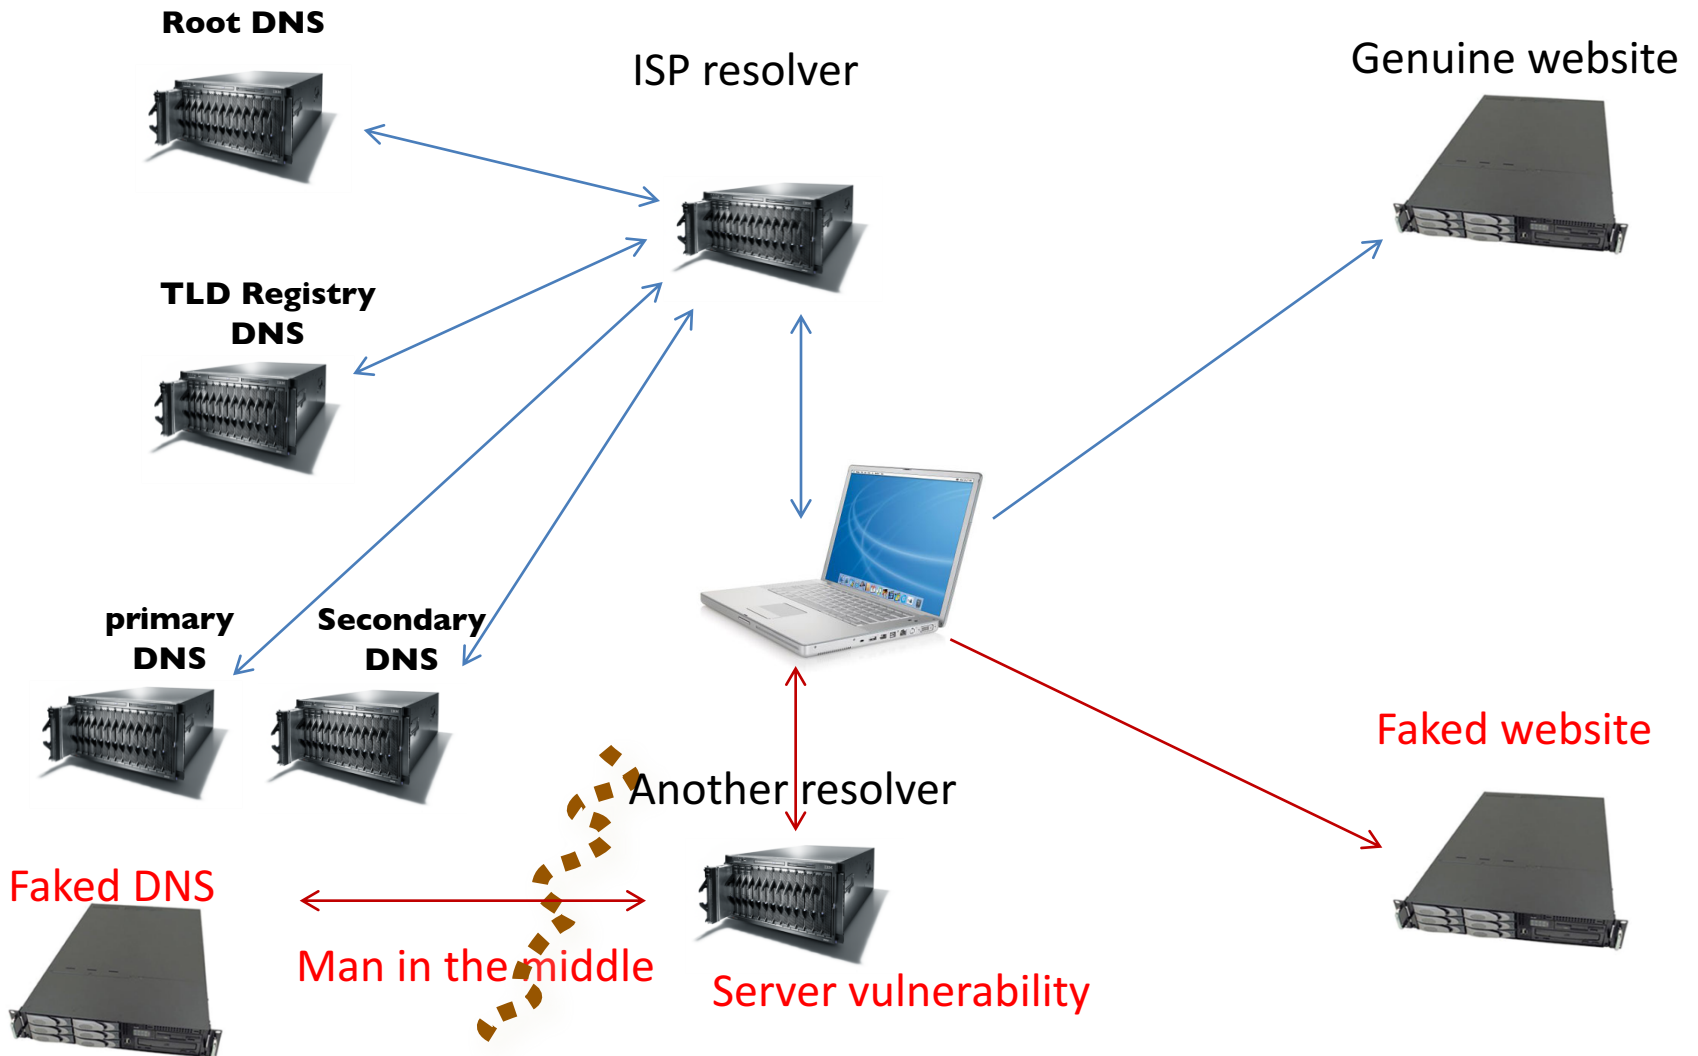 Root DNS
ISP resolver
Genuine website
TLD Registry
DNS
primary
DNS
Secondary
DNS
Faked website
Another resolver
Faked DNS
Man in the middle
Server vulnerability